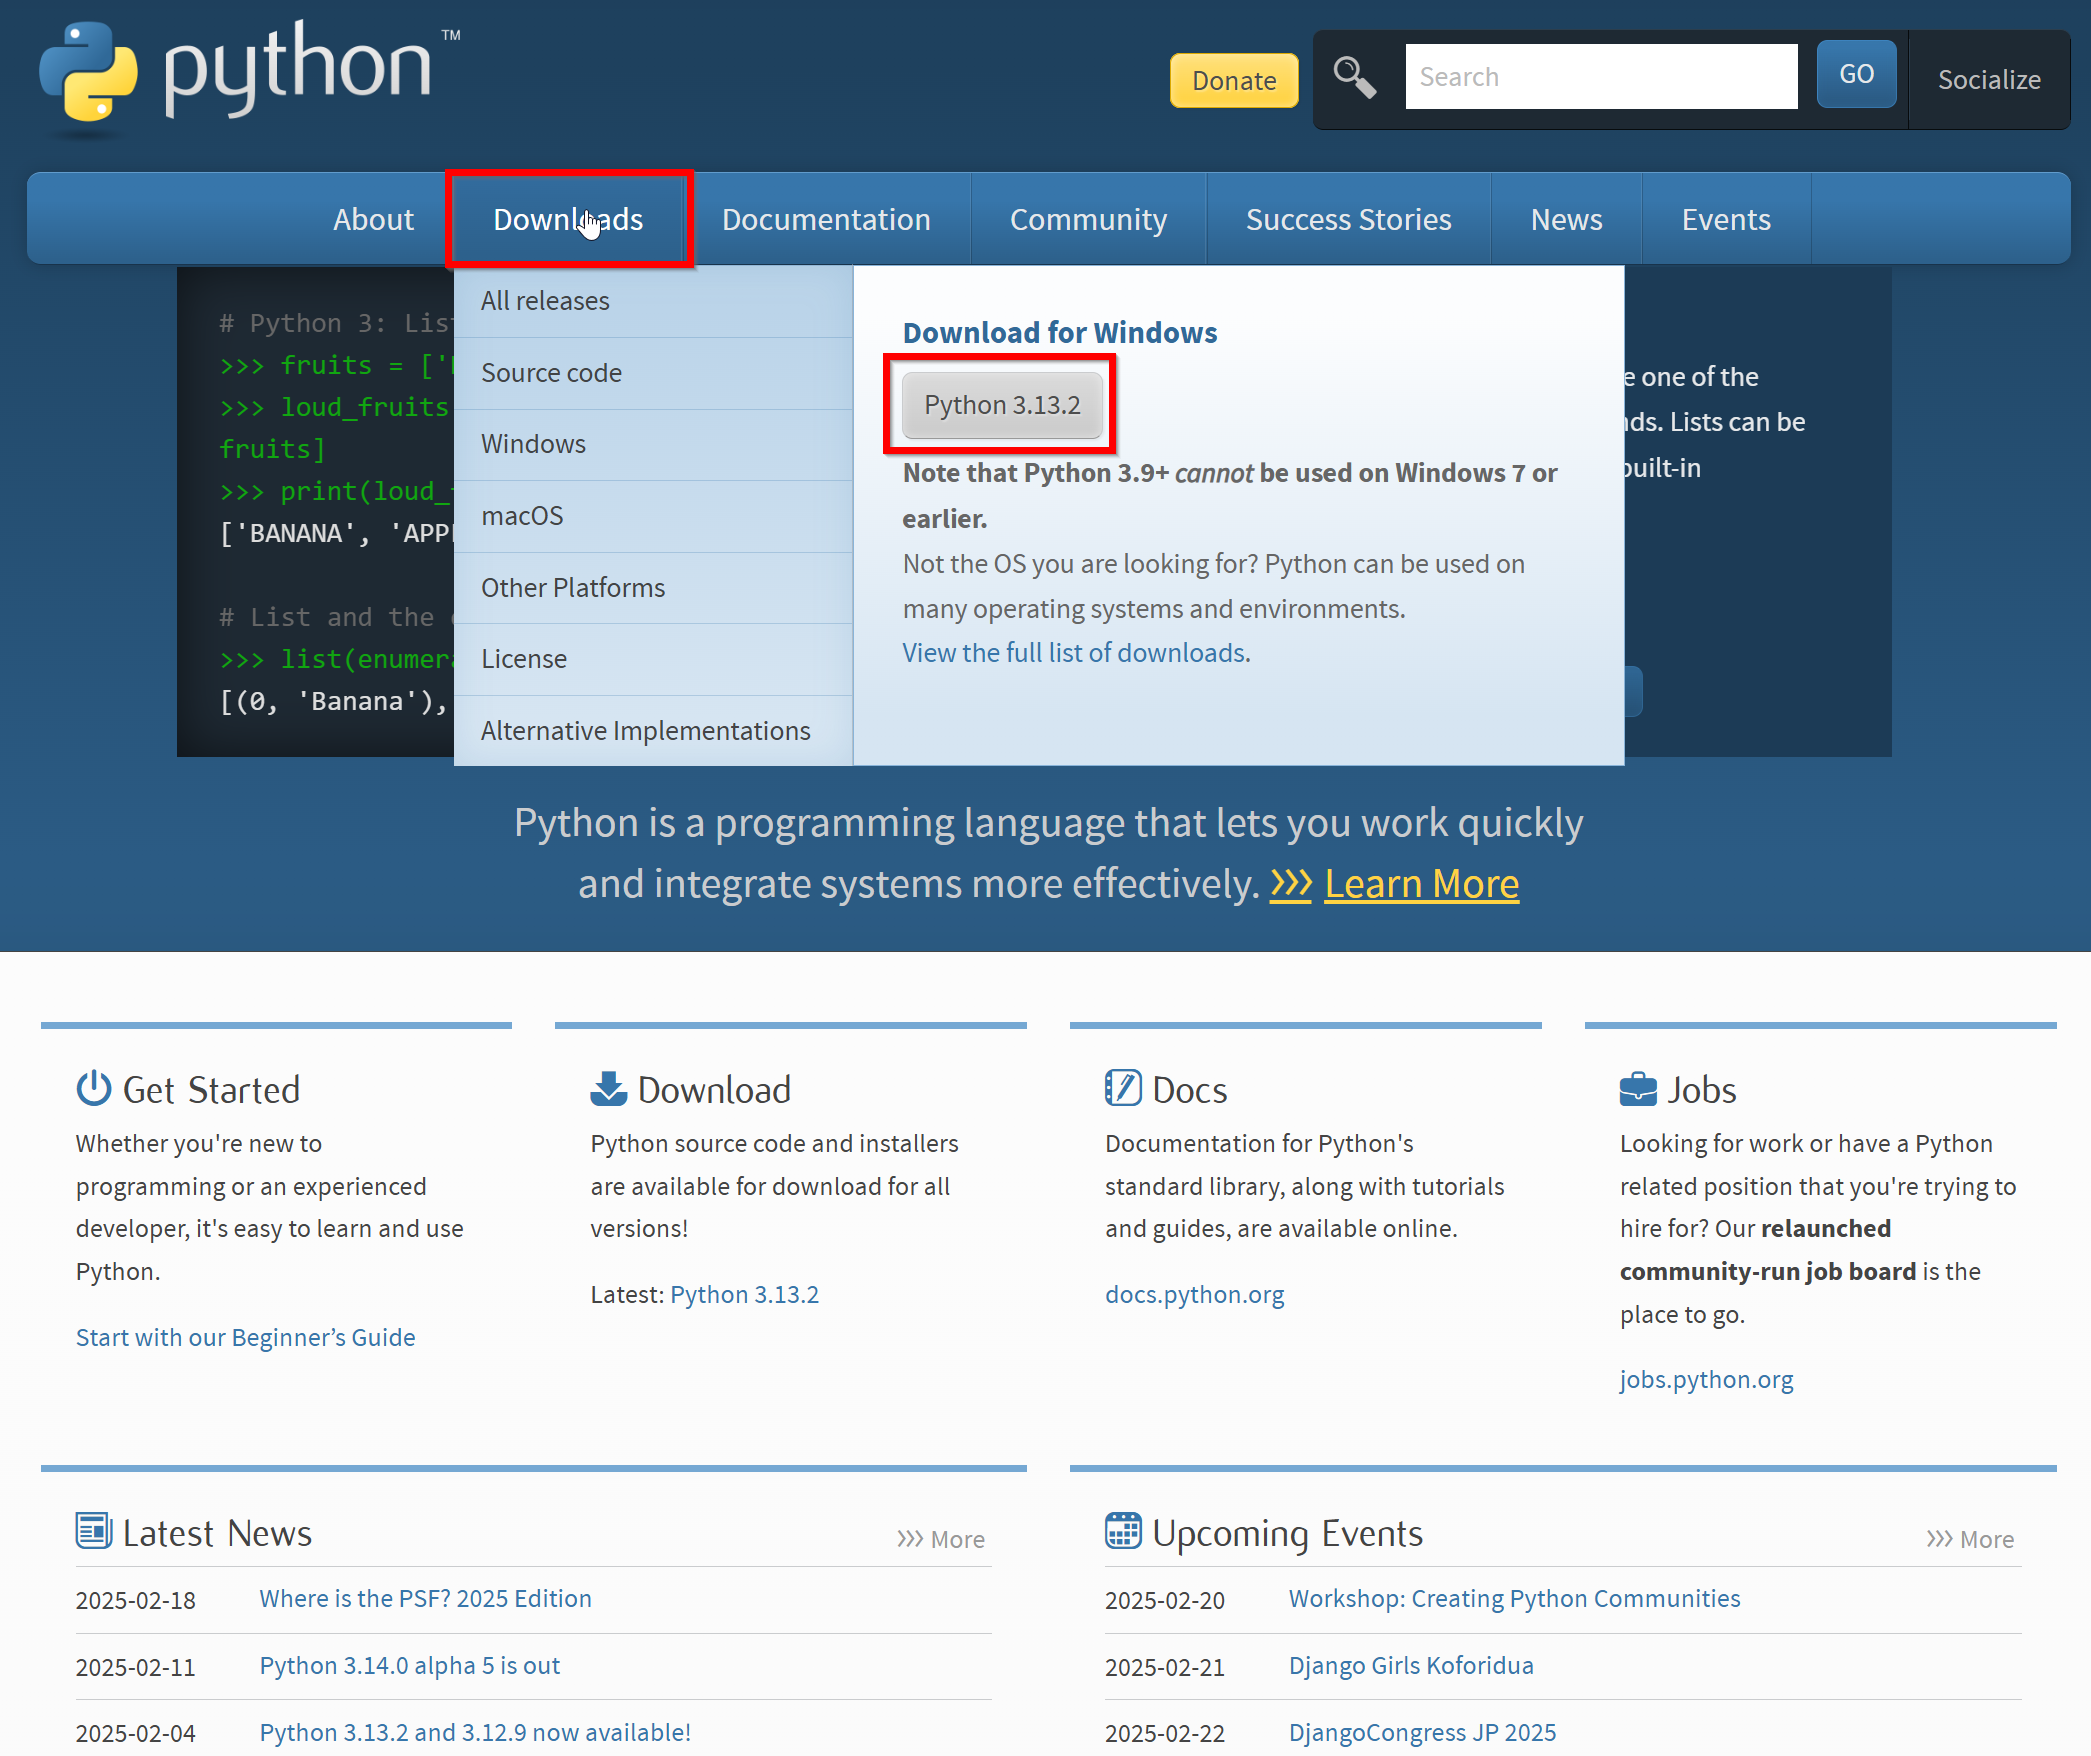 python™
Donate
Search
GO
Socialize
About
Downloads
Documentation
Community
Success Stories
News
Events
# Python 3: List
>>> fruits = ['
>>> loud_fruits
fruits]
>>> print(loud_
['BANANA', 'APP
# List and the
>>> list(enumer
[(0, 'Banana'),
All releases
Source code
Windows
macOS
Other Platforms
License
Alternative Implementations
Download for Windows
Python 3.13.2
Note that Python 3.9+ cannot be used on Windows 7 or
earlier.
Not the OS you are looking for? Python can be used on
many operating systems and environments.
View the full list of downloads.
one of the
Lists can be
built-in
Python is a programming language that lets you work quickly
and integrate systems more effectively. >>> Learn More
Get Started
Whether you're new to
programming or an experienced
developer, it's easy to learn and use
Python.
Start with our Beginner’s Guide
Download
Python source code and installers
are available for download for all
versions!
Latest: Python 3.13.2
Docs
Documentation for Python's
standard library, along with tutorials
and guides, are available online.
docs.python.org
Jobs
Looking for work or have a Python
related position that you're trying to
hire for? Our relaunched
community-run job board is the
place to go.
jobs.python.org
Latest News
>>> More
2025-02-18 Where is the PSF? 2025 Edition
2025-02-11 Python 3.14.0 alpha 5 is out
2025-02-04 Python 3.13.2 and 3.12.9 now available!
Upcoming Events
>>> More
2025-02-20 Workshop: Creating Python Communities
2025-02-21 Django Girls Koforidua
2025-02-22 DjangoCongress JP 2025